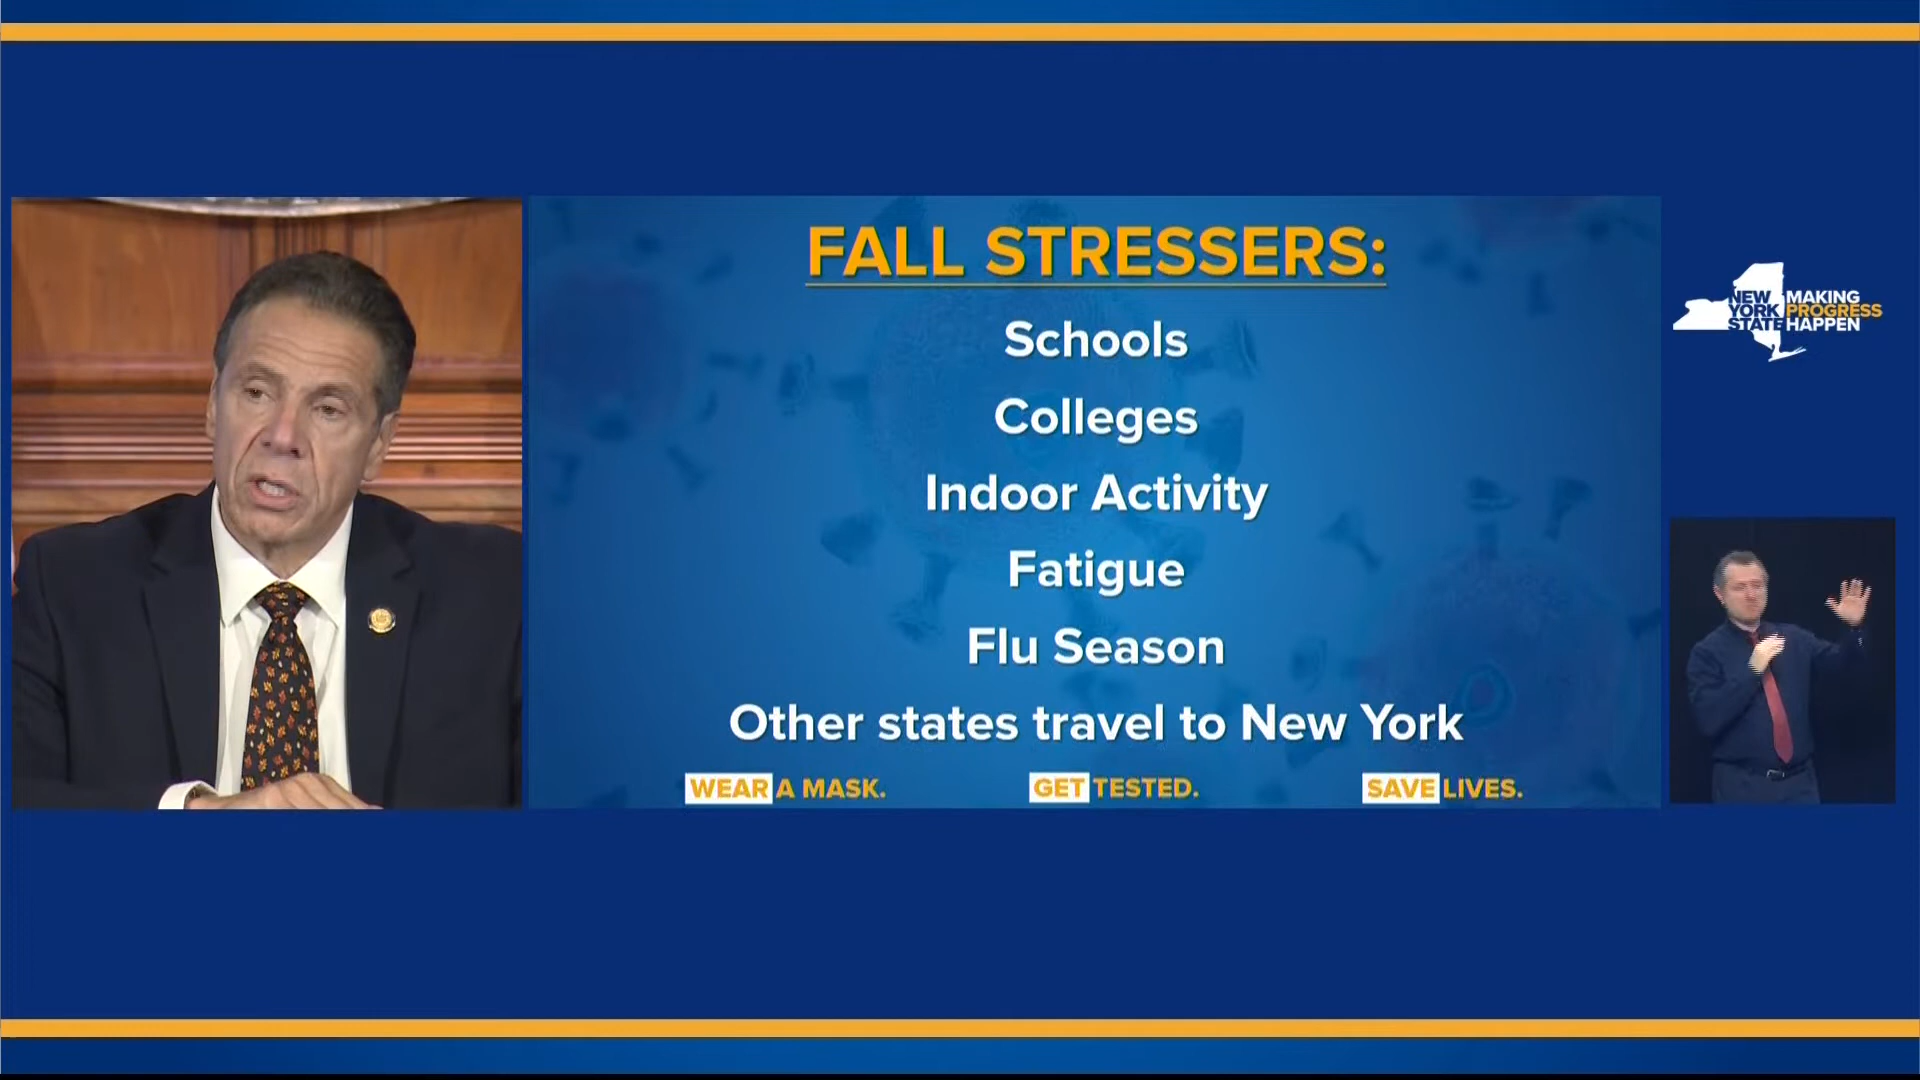 FALL STRESSERS:
Schools
Colleges
Indoor Activity
Fatigue
Flu Season
Other states travel to New York
WEAR A MASK. GET TESTED. SAVE LIVES.
NEW YORK STATE
MAKING PROGRESS HAPPEN